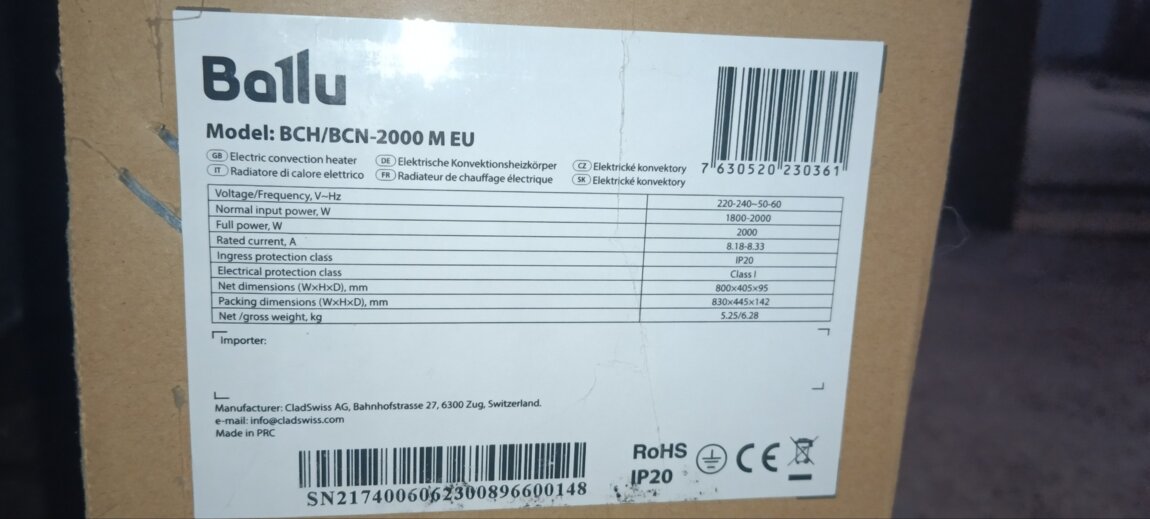 Ballu
Model: BCH/BCN-2000 M EU
GB Electric convection heater DE Elektrische Konvektionsheizkörper CZ Elektrické konvektory
IT Radiatore di calore elettrico FR Radiateur de chauffage électrique SK Elektrické konvektory
7 630520 230361
Voltage/Frequency, V~Hz 220-240~50-60
Normal input power, W 1800-2000
Full power, W 2000
Rated current, A 8.18-8.33
Ingress protection class IP20
Electrical protection class Class I
Net dimensions (W×H×D), mm 800×405×95
Packing dimensions (W×H×D), mm 830×445×142
Net /gross weight, kg 5.25/6.28
Importer:
Manufacturer: CladSwiss AG, Bahnhofstrasse 27, 6300 Zug, Switzerland.
e-mail: info@cladswiss.com
Made in PRC
SN2174006062300896600148
RoHS CE
IP20